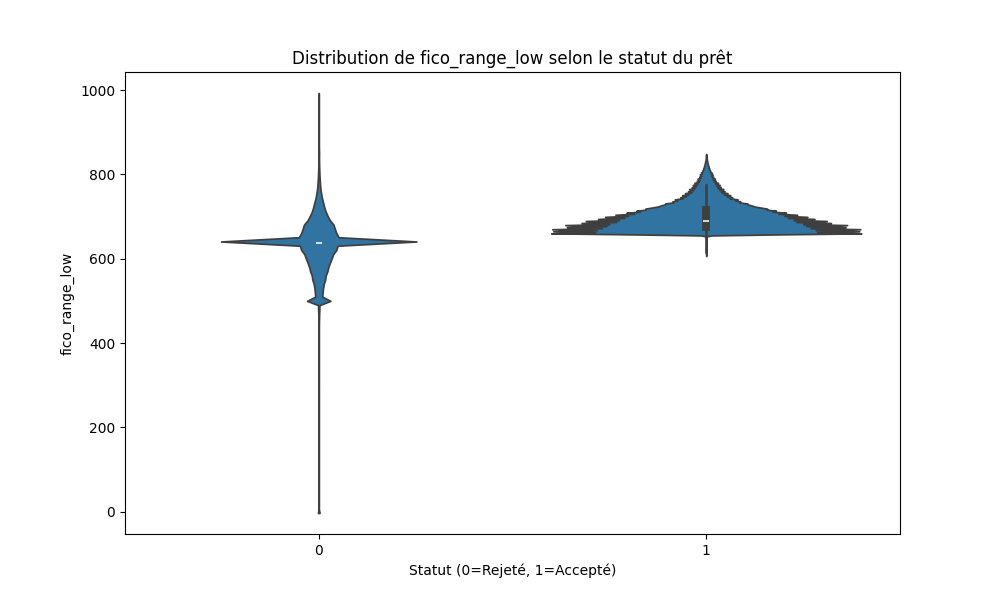 Distribution de fico_range_low selon le statut du prêt
1000
800
600
400
200
0
fico_range_low
0
1
Statut (0=Rejeté, 1=Accepté)